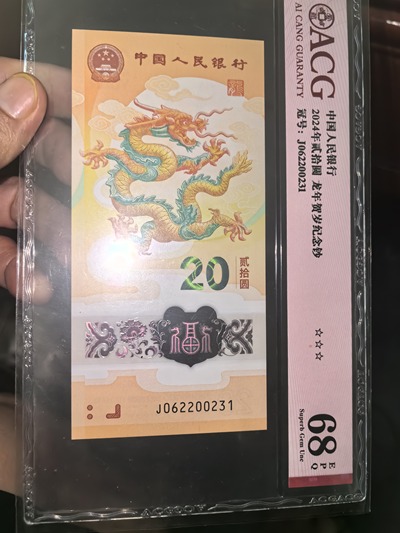 中国人民银行
20
贰拾圆
福
J062200231
ACG
AI CANG GUARANTY
中国人民银行
2024年贰拾圆 龙年贺岁纪念钞
冠号：J062200231
☆☆☆
68
E
P
Q
Superb Gem Unc